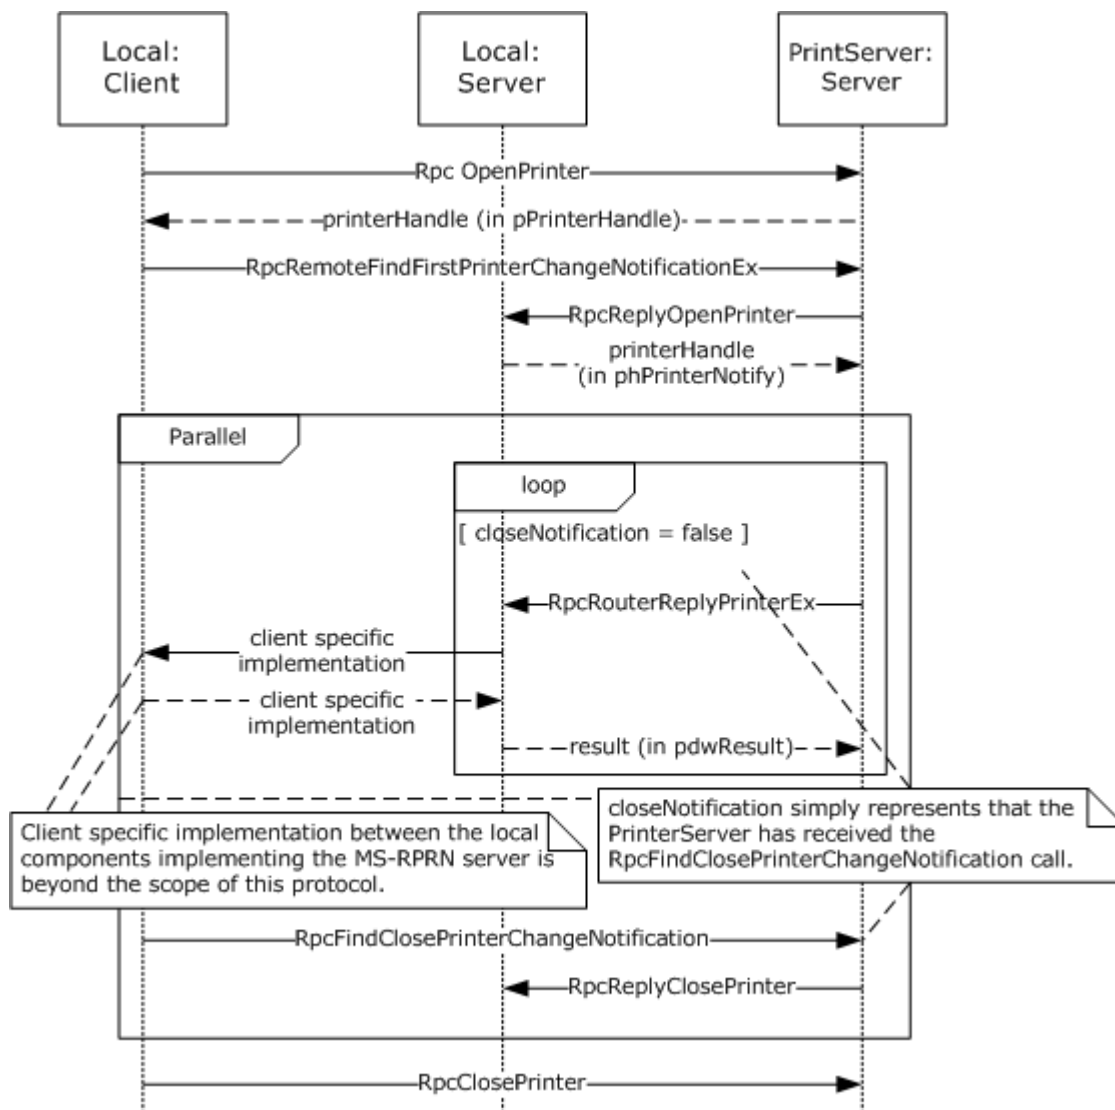 Local:
Client
Local:
Server
PrintServer:
Server
Rpc OpenPrinter
printerHandle (in pPrinterHandle)
RpcRemoteFindFirstPrinterChangeNotificationEx
RpcReplyOpenPrinter
printerHandle
(in phPrinterNotify)
Parallel
loop
[ closeNotification = false ]
RpcRouterReplyPrinterEx
client specific
implementation
client specific
implementation
result (in pdwResult)
closeNotification simply represents that the
PrinterServer has received the
RpcFindClosePrinterChangeNotification call.
Client specific implementation between the local
components implementing the MS-RPRN server is
beyond the scope of this protocol.
RpcFindClosePrinterChangeNotification
RpcReplyClosePrinter
RpcClosePrinter